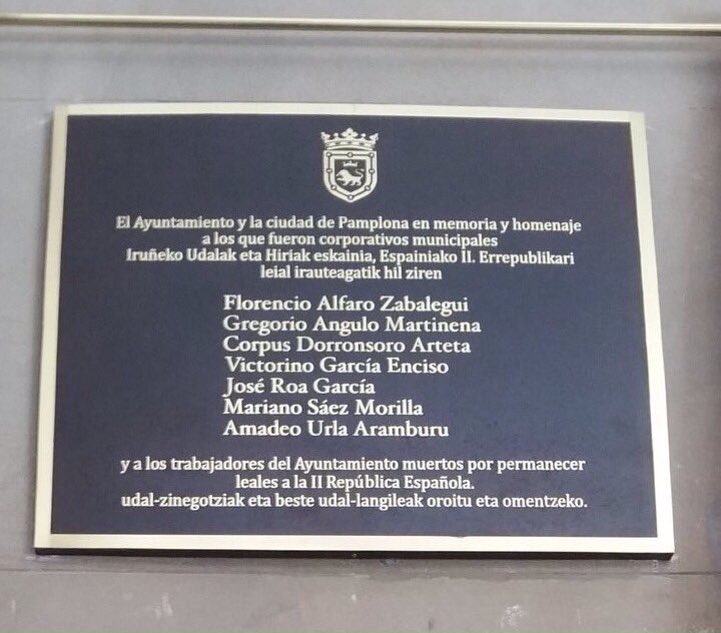 El Ayuntamiento y la ciudad de Pamplona en memoria y homenaje
a los que fueron corporativos municipales
Iruñeko Udalak eta Hiriak eskainia, Espainiako II. Errepublikari
leial irauteagatik hil ziren
Florencio Alfaro Zabalegui
Gregorio Angulo Martinena
Corpus Dorronsoro Arteta
Victorino García Enciso
José Roa García
Mariano Sáez Morilla
Amadeo Urla Aramburu
y a los trabajadores del Ayuntamiento muertos por permanecer
leales a la II República Española.
udal-zinegotziak eta beste udal-langileak oroitu eta omentzeko.